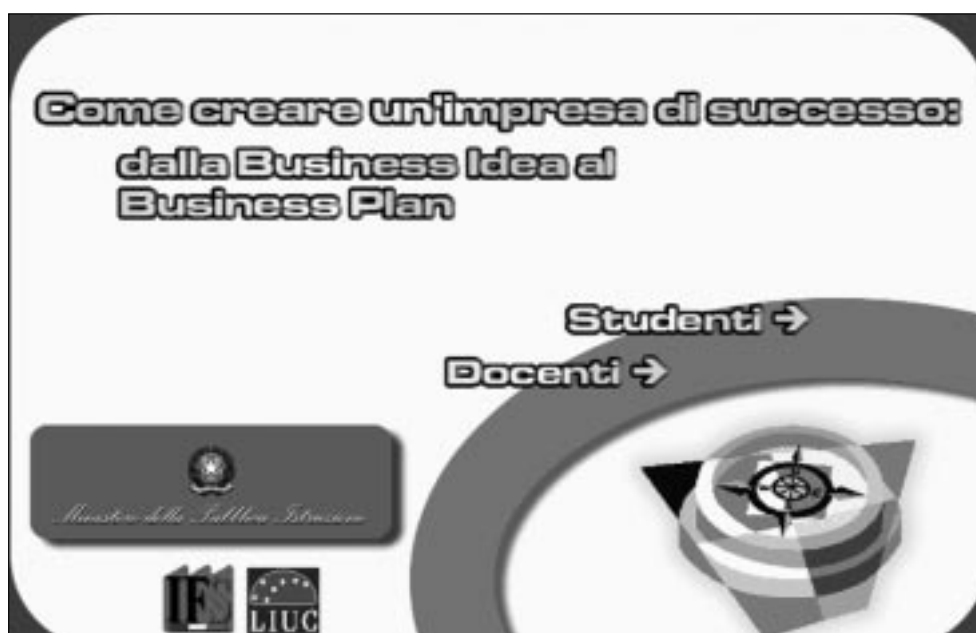 Come creare un'impresa di successo:
dalla Business Idea al
Business Plan
Studenti →
Docenti →
Ministero della Pubblica Istruzione
IFS
LIUC